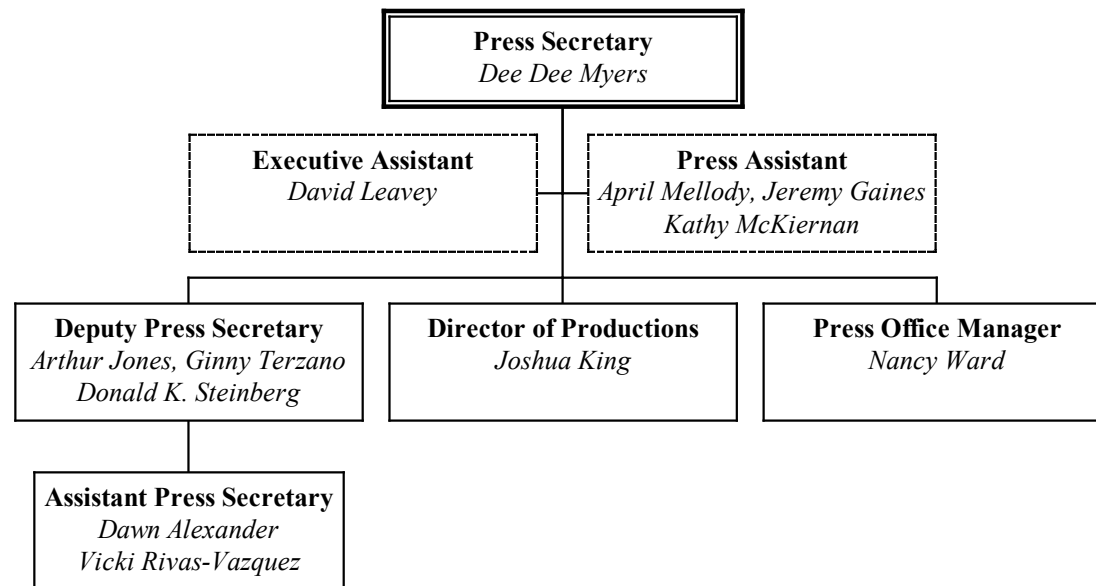 Press Secretary
Dee Dee Myers
Executive Assistant
David Leavey
Press Assistant
April Mellody, Jeremy Gaines
Kathy McKiernan
Deputy Press Secretary
Arthur Jones, Ginny Terzano
Donald K. Steinberg
Director of Productions
Joshua King
Press Office Manager
Nancy Ward
Assistant Press Secretary
Dawn Alexander
Vicki Rivas-Vazquez